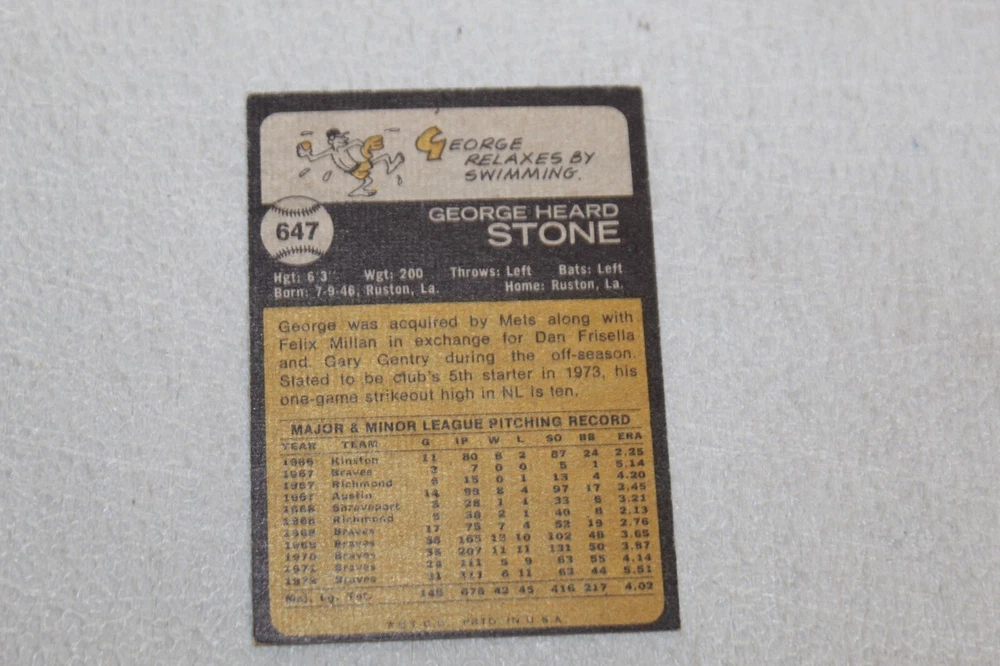 GEORGE
RELAXES BY
SWIMMING.
647
GEORGE HEARD
STONE
Hgt: 6'3" Wgt: 200 Throws: Left Bats: Left
Born: 7-9-46, Ruston, La. Home: Ruston, La.
George was acquired by Mets along with
Felix Millan in exchange for Dan Frisella
and Gary Gentry during the off-season.
Slated to be club's 5th starter in 1973, his
one-game strikeout high in NL is ten.
MAJOR & MINOR LEAGUE PITCHING RECORD
YEAR TEAM G IP W L SO BB ERA
1966 Kinston 11 80 8 2 87 24 2.25
1967 Braves 2 7 0 0 5 1 5.14
1967 Richmond 6 15 0 1 13 4 4.20
1967 Austin 14 99 8 4 97 17 2.45
1968 Shreveport 28 1 1 33 3.21
1968 Richmond 5 38 2 1 40 8 2.13
1968 Braves 17 75 7 4 52 19 2.76
1969 Braves 165 13 10 102 48 3.65
1970 Braves 35 207 11 11 131 50 3.87
1971 Braves 111 9 63 55 4.14
1972 Braves 31 111 6 11 63 44 5.51
Maj. Lg. Tot. 148 676 43 45 416 217 4.02
PRTD. IN U.S.A.